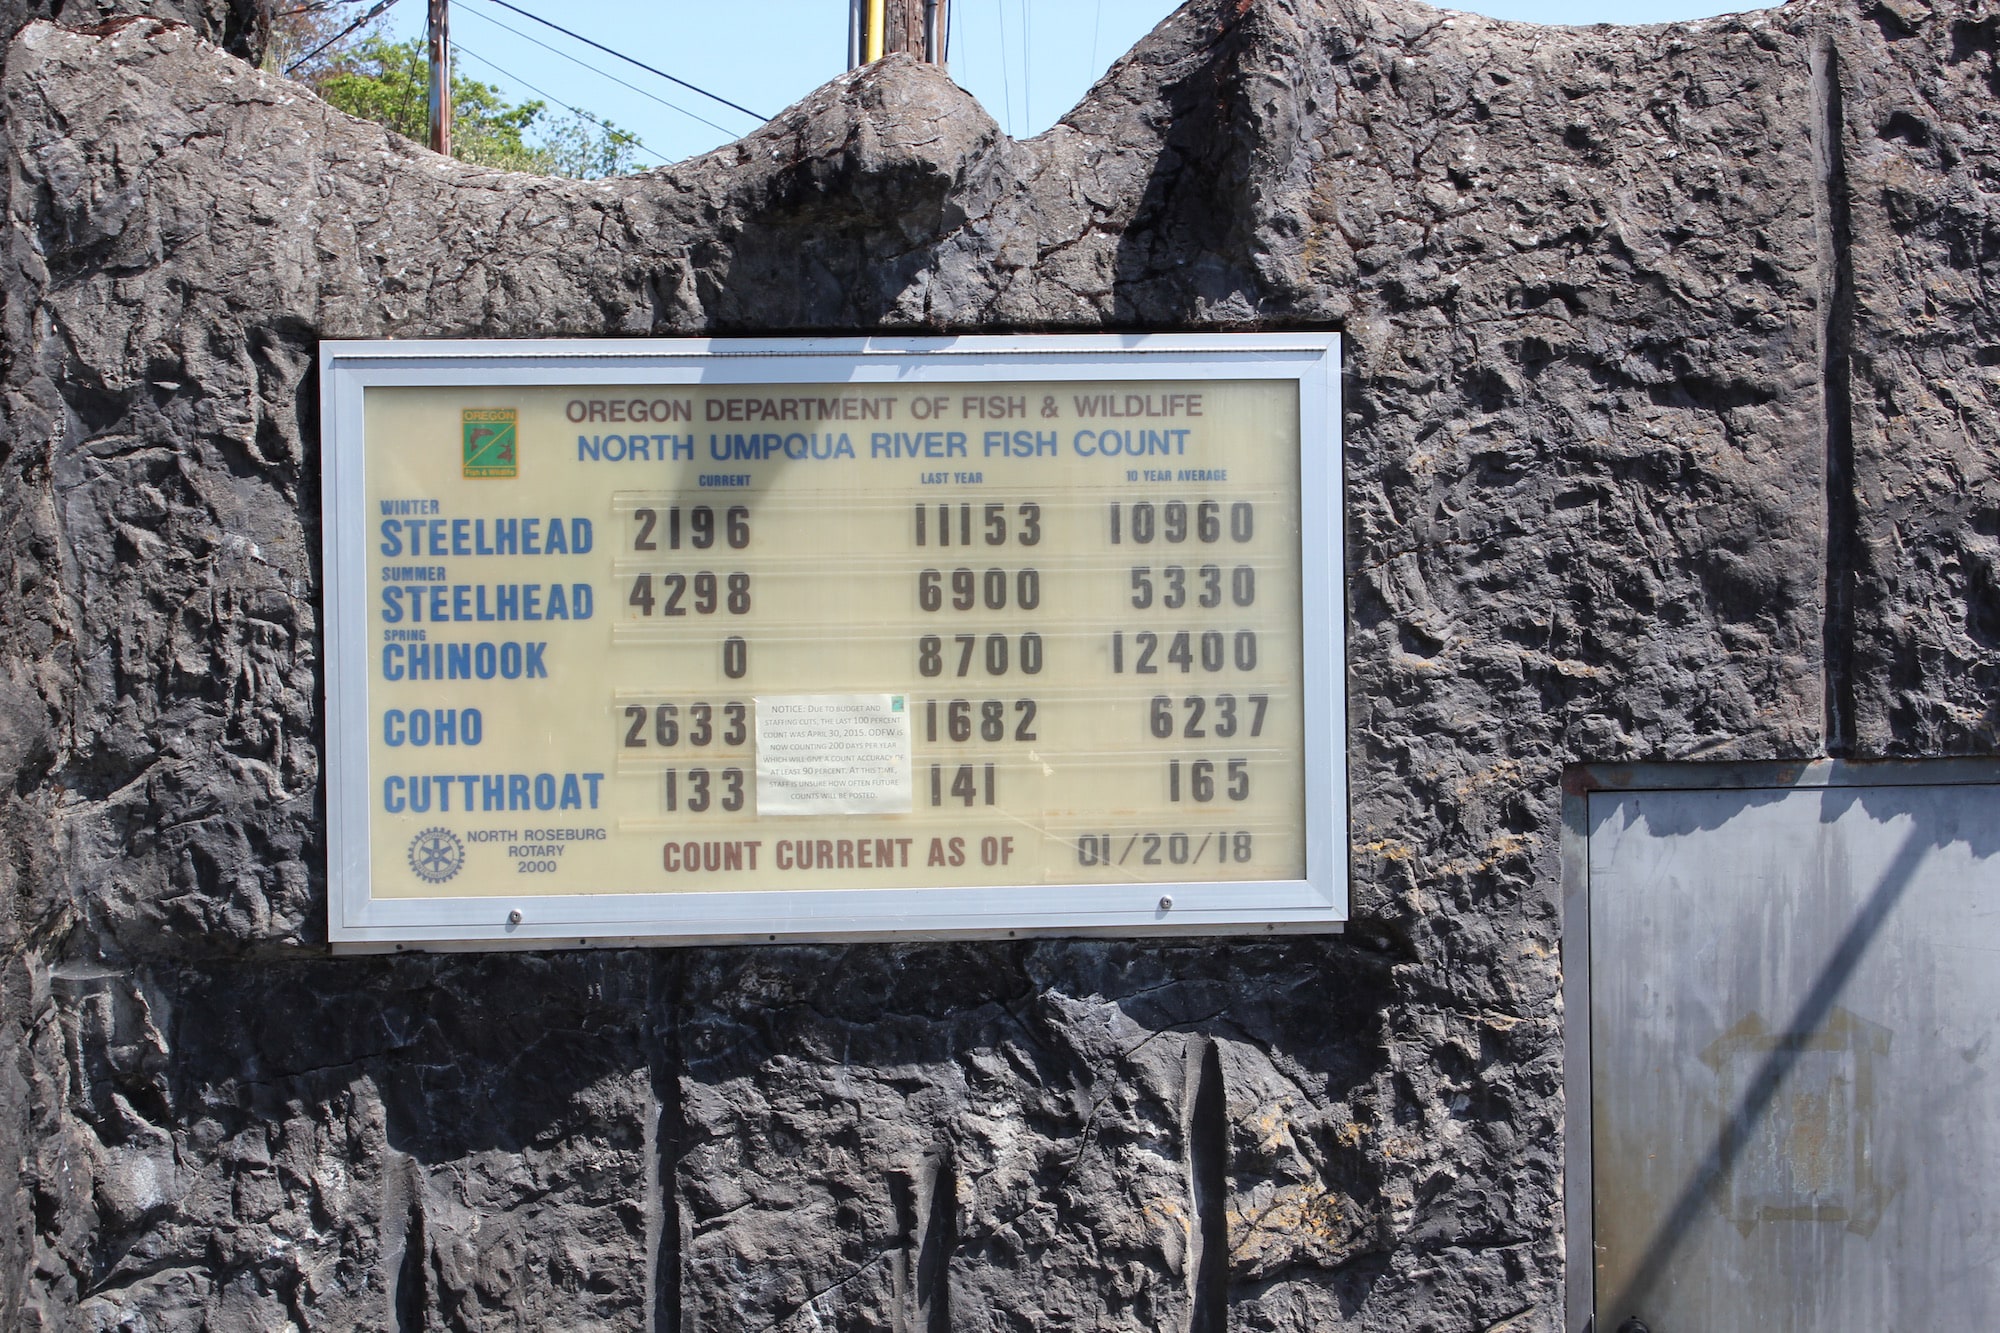 OREGON DEPARTMENT OF FISH & WILDLIFE
OREGON
Fish & Wildlife
NORTH UMPQUA RIVER FISH COUNT
CURRENT LAST YEAR 10 YEAR AVERAGE
WINTER
STEELHEAD 2196 11153 10960
SUMMER
STEELHEAD 4298 6900 5330
SPRING
CHINOOK 0 8700 12400
COHO 2633 1682 6237
CUTTHROAT 133 141 165
NOTICE: DUE TO BUDGET AND
STAFFING CUTS, THE LAST 100 PERCENT
COUNT WAS APRIL 30, 2015. ODFW IS
NOW COUNTING 200 DAYS PER YEAR
WHICH WILL GIVE A COUNT ACCURACY OF
AT LEAST 90 PERCENT. AT THIS TIME,
STAFF IS UNSURE HOW OFTEN FUTURE
COUNTS WILL BE POSTED.
NORTH ROSEBURG
ROTARY
2000
COUNT CURRENT AS OF 01/20/18